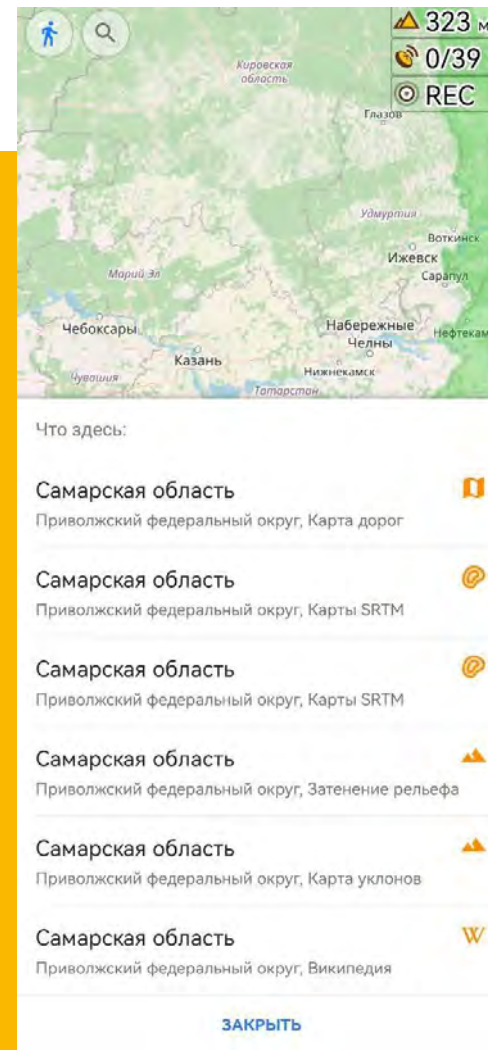 323 м
0/39
REC
Кировская
область
Глазов
Удмуртия
Воткинск
Ижевск
Сарапул
Марий Эл
Чебоксары
Набережные
Челны
Нефтекам
Казань
Нижнекамск
Чувашия
Татарстан
Что здесь:
Самарская область
Приволжский федеральный округ, Карта дорог
Самарская область
Приволжский федеральный округ, Карты SRTM
Самарская область
Приволжский федеральный округ, Карты SRTM
Самарская область
Приволжский федеральный округ, Затенение рельефа
Самарская область
Приволжский федеральный округ, Карта уклонов
Самарская область
W
Приволжский федеральный округ, Википедия
ЗАКРЫТЬ